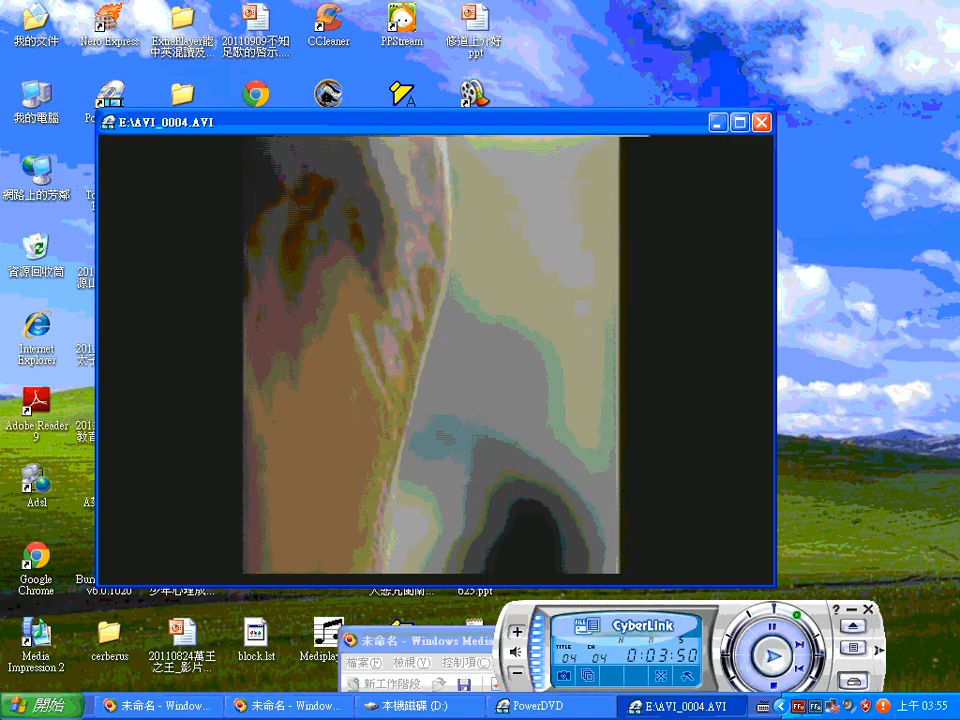 我的文件
Nero Express
ExtraPlayer能
中英混讀及...
20110909不知
足歌的啓示....
CCleaner
PPStream
修道上介好
ppt
我的電腦
E:\AVI_0004.AVI
網路上的芳鄰
資源回收筒
Internet
Explorer
Adobe Reader
9
Adsl
Google
Chrome
v6.0.1020
623.ppt
Media
Impression 2
cerberus
20110824萬王
之王_影片...
block.lst
未命名 - Windows Media
檔案(F) 檢視(V) 控制項(C)
新工作階段
CyberLink
H M S
TITLE CH
04 04 0:03:50
開始
未命名 - Window...
未命名 - Window...
本機磁碟 (D:)
PowerDVD
E:\AVI_0004.AVI
上午 03:55